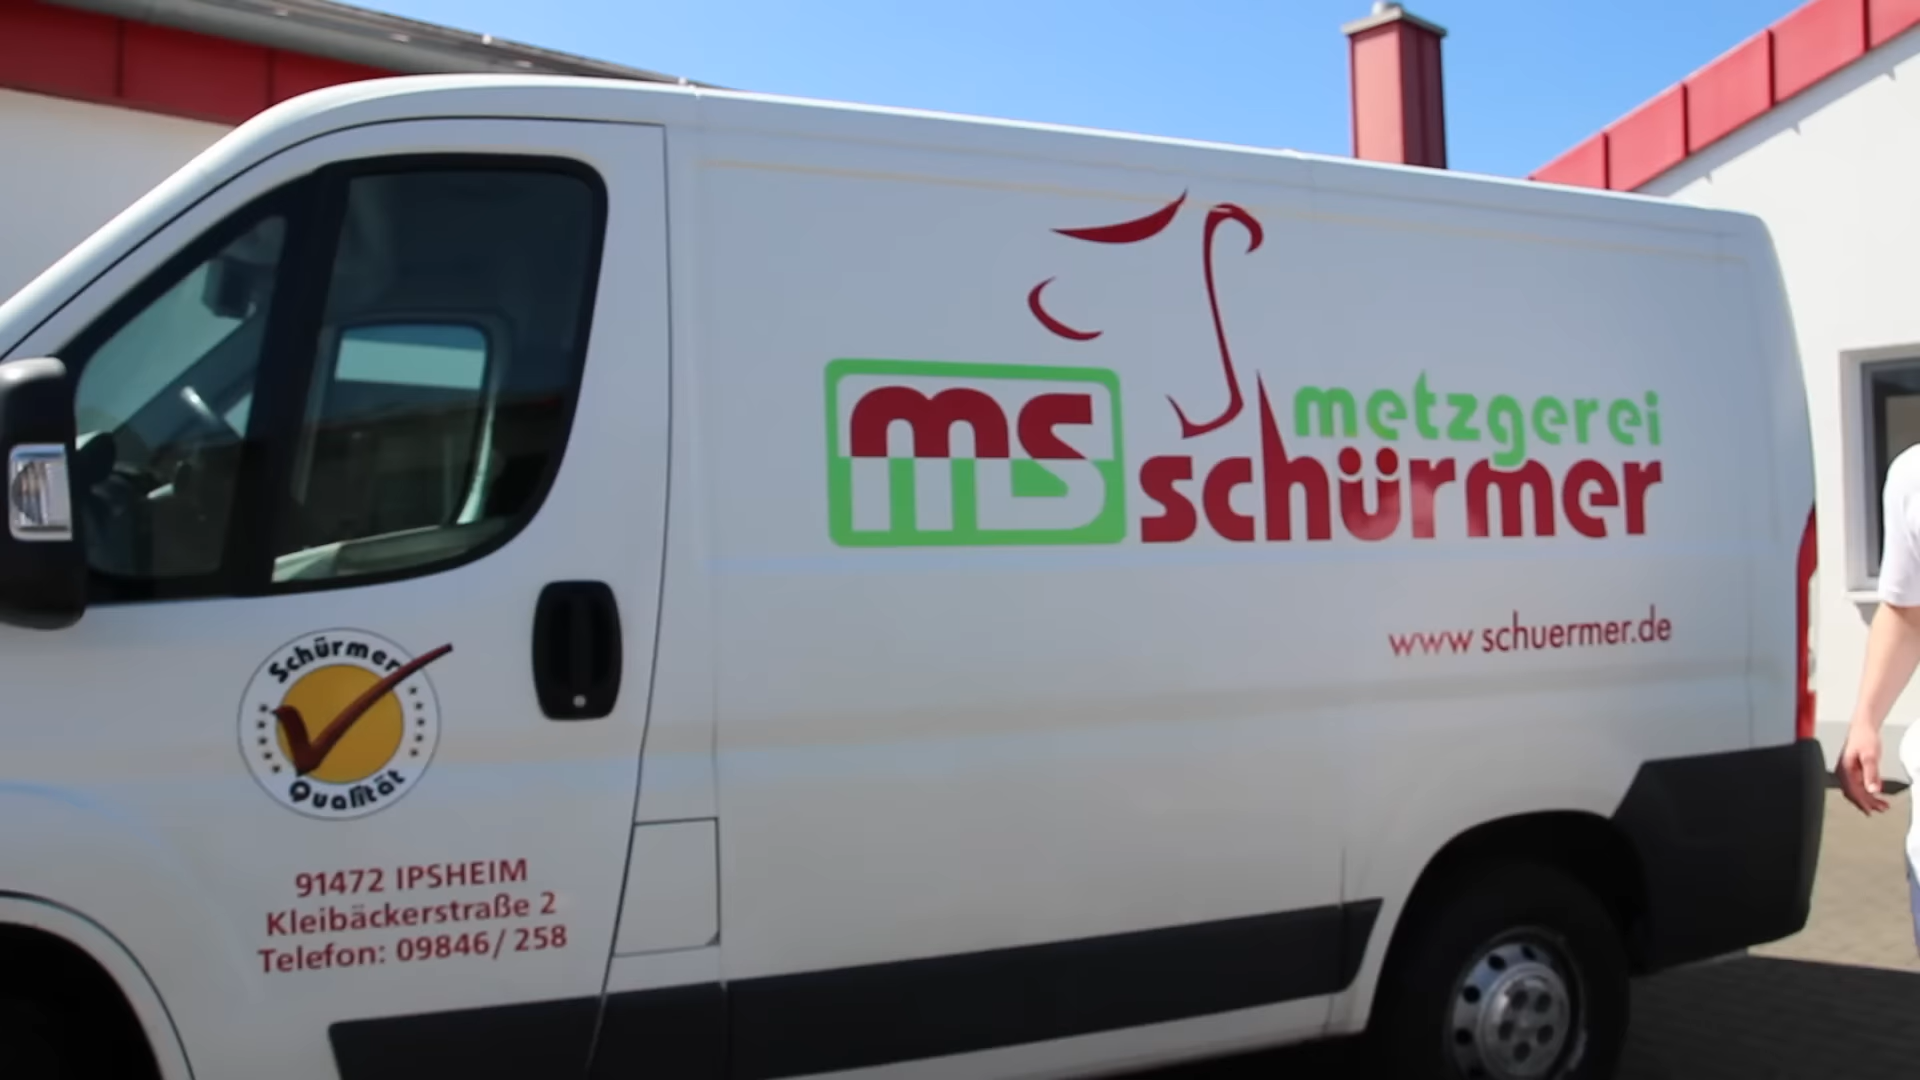 ms
metzgerei
schürmer
www.schuermer.de
Schürmer
Qualität
91472 IPSHEIM
Kleibäckerstraße 2
Telefon: 09846/258